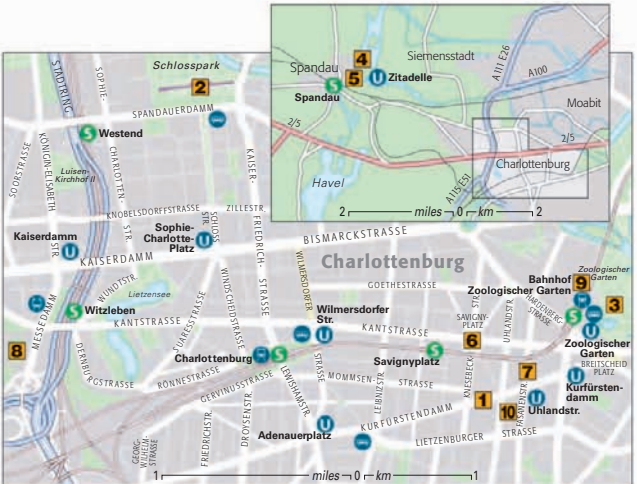 Schlosspark
2
SPANDAUERDAMM
STADTRING
SOPHIE-
CHARLOTTEN-
STR.
S Westend
SOORSTRASSE
KÖNIGIN-ELISABETH
STR.
Luisen-
Kirchhof II
KAISER-
FRIEDRICH-
STRASSE
KNOBELSDORFFSTRASSE
ZILLESTR.
SCHLOSS
STR.
Sophie-
Charlotte-
Platz
U
Kaiserdamm
U
KAISERDAMM
BISMARCKSTRASSE
Charlottenburg
WUNDTSTR.
Lietzensee
WINDSCHEIDSTRASSE
WILMERSDORFER
STRASSE
GOETHESTRASSE
MESSEDAMM
S Witzleben
KANTSTRASSE
SUARESTRASSE
Wilmersdorfer
Str.
U
KANTSTRASSE
8
DERNBURGSTRASSE
RÖNNESTRASSE
Charlottenburg
S
GERVINUSSTRASSE
LEWISHAMSTR.
MOMMSEN-
STRASSE
LEIBNIZSTR.
Savignyplatz
S
SAVIGNY-
PLATZ
STR.
6
KNESEBECK-
UHLANDSTR.
Bahnhof
Zoologischer Garten
9
Zoologischer
Garten
3
HARDENBERG-
STRASSE
S
U
Zoologischer
Garten
BREITSCHEID
PLATZ
7
U
Kurfürsten-
damm
FASANENSTR.
U
Uhlandstr.
1
10
KURFÜRSTENDAMM
LIETZENBURGER STRASSE
Adenauerplatz
U
GEORG-
WILHELM-
STRASSE
FRIEDRICHSTR.
DROYSENSTR.
1 miles 0 km 1
4
5
U Zitadelle
Spandau
S
Spandau
Siemensstadt
A111 E26
A100
Moabit
2/5
2/5
Charlottenburg
Havel
A115 E51
2 miles 0 km 2